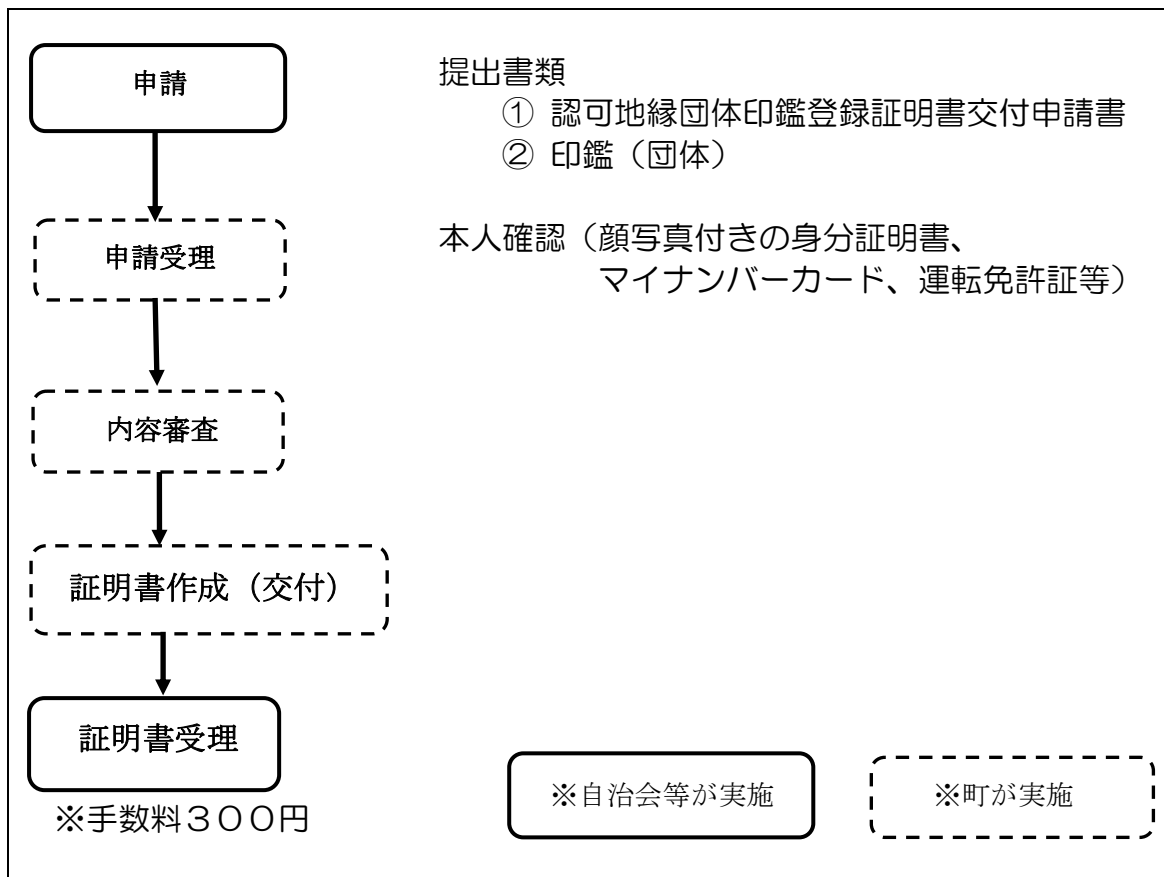 申請
提出書類
① 認可地縁団体印鑑登録証明書交付申請書
② 印鑑（団体）
申請受理
本人確認（顔写真付きの身分証明書、
マイナンバーカード、運転免許証等）
内容審査
証明書作成（交付）
証明書受理
※手数料３００円
※自治会等が実施
※町が実施